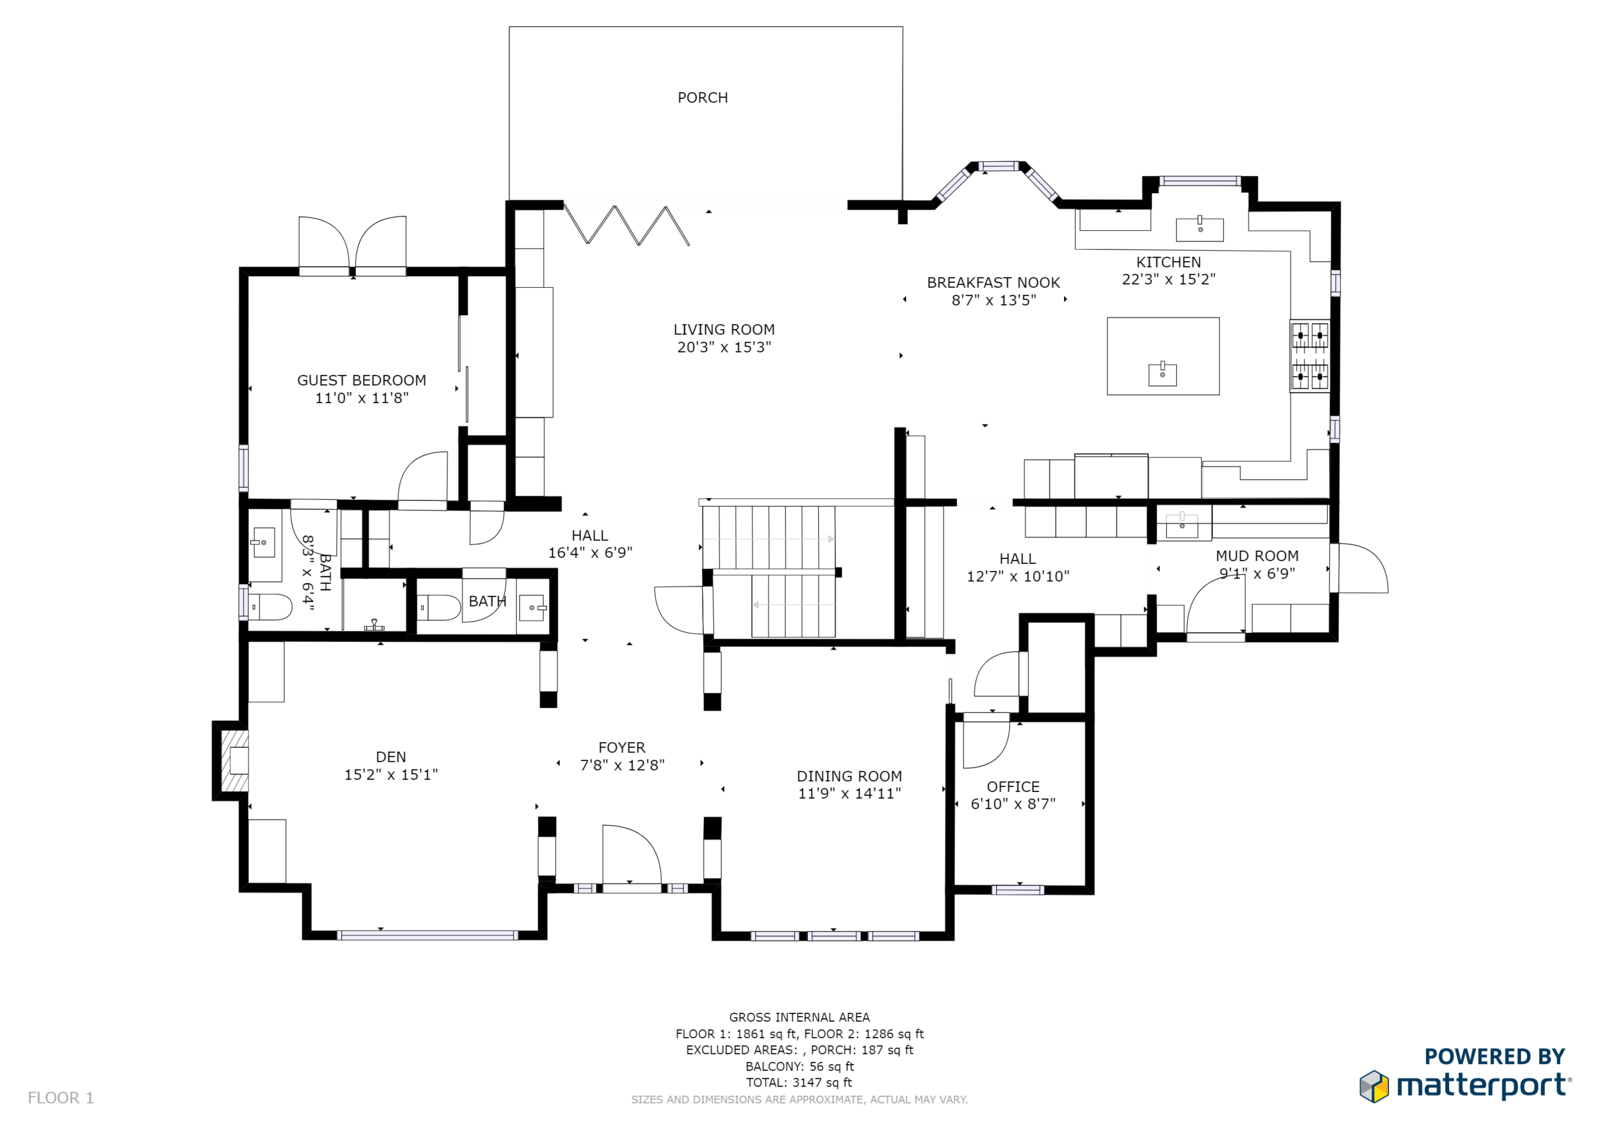 PORCH
KITCHEN
22'3" x 15'2"
BREAKFAST NOOK
8'7" x 13'5"
LIVING ROOM
20'3" x 15'3"
GUEST BEDROOM
11'0" x 11'8"
HALL
16'4" x 6'9"
BATH
8'3" x 6'4"
HALL
12'7" x 10'10"
MUD ROOM
9'1" x 6'9"
BATH
DEN
15'2" x 15'1"
FOYER
7'8" x 12'8"
DINING ROOM
11'9" x 14'11"
OFFICE
6'10" x 8'7"
GROSS INTERNAL AREA
FLOOR 1: 1861 sq ft, FLOOR 2: 1286 sq ft
EXCLUDED AREAS: , PORCH: 187 sq ft
BALCONY: 56 sq ft
TOTAL: 3147 sq ft
SIZES AND DIMENSIONS ARE APPROXIMATE, ACTUAL MAY VARY.
FLOOR 1
POWERED BY
matterport®